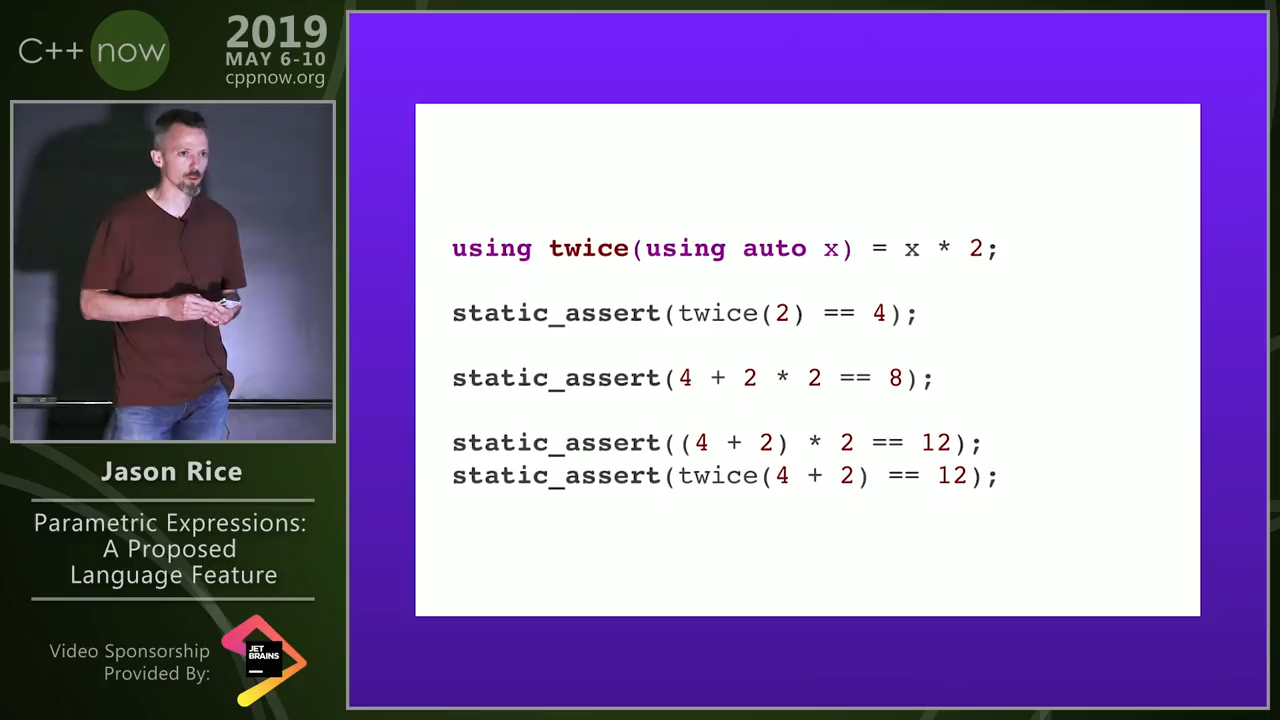 C++ now
2019
MAY 6-10
cppnow.org
using twice(using auto x) = x * 2;
static_assert(twice(2) == 4);
static_assert(4 + 2 * 2 == 8);
static_assert((4 + 2) * 2 == 12);
static_assert(twice(4 + 2) == 12);
Jason Rice
Parametric Expressions:
A Proposed
Language Feature
Video Sponsorship
Provided By:
JET
BRAINS